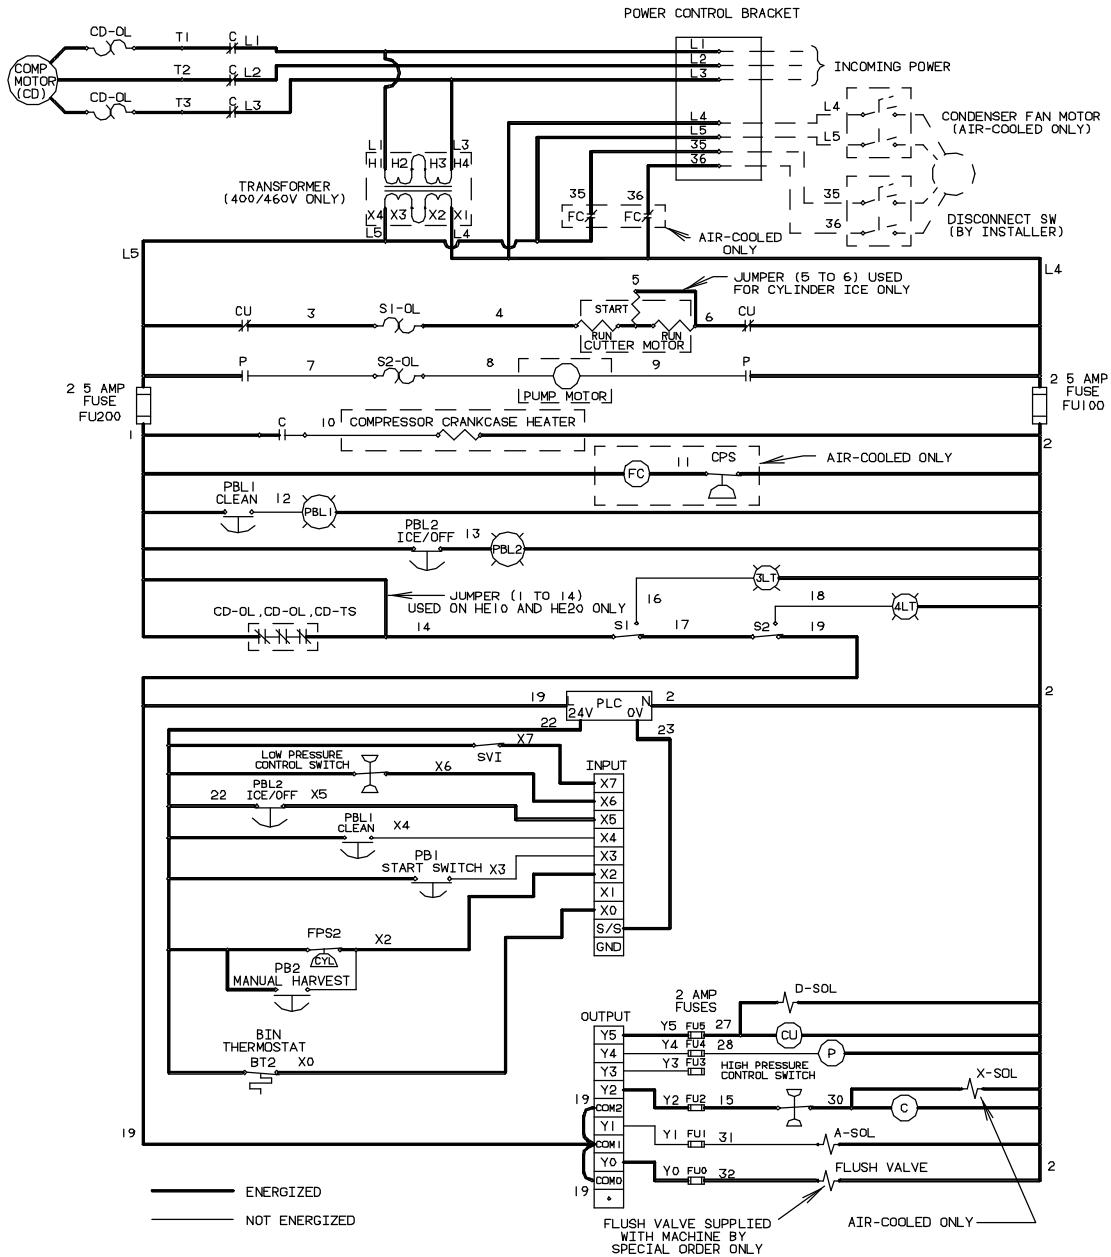 POWER CONTROL BRACKET
CD-OL
T1
C
L1
COMP
MOTOR
(CD)
T2
C
L2
CD-OL
T3
C
L3
L1
L2
L3
INCOMING POWER
L4
L5
35
36
L4
L5
CONDENSER FAN MOTOR
(AIR-COOLED ONLY)
35
36
DISCONNECT SW
(BY INSTALLER)
TRANSFORMER
(400/460V ONLY)
L1
L3
H1
H2
H3
H4
X4
X3
X2
X1
L5
L4
35
36
FC
FC
AIR-COOLED
ONLY
L5
L4
JUMPER (5 TO 6) USED
FOR CYLINDER ICE ONLY
CU
3
S1-OL
4
5
START
RUN
RUN
CUTTER MOTOR
6
CU
P
7
S2-OL
8
PUMP MOTOR
9
P
2 5 AMP
FUSE
FU200
2 5 AMP
FUSE
FU100
1
C
10
COMPRESSOR CRANKCASE HEATER
2
FC
11
CPS
AIR-COOLED ONLY
PBL1
CLEAN
12
PBL1
PBL2
ICE/OFF
13
PBL2
JUMPER (1 TO 14)
USED ON HE10 AND HE20 ONLY
3LT
16
18
4LT
CD-OL,CD-OL,CD-TS
14
S1
17
S2
19
19
L
PLC
N
24V
0V
2
2
22
23
SV1
X7
LOW PRESSURE
CONTROL SWITCH
X6
INPUT
22
PBL2
ICE/OFF
X5
PBL1
CLEAN
X4
PB1
START SWITCH
X3
X7
X6
X5
X4
X3
X2
X1
X0
S/S
GND
FPS2
CYL
X2
PB2
MANUAL HARVEST
BIN
THERMOSTAT
BT2
X0
OUTPUT
2 AMP
FUSES
D-SOL
Y5
Y5
FU5
27
CU
Y4
Y4
FU4
28
P
Y3
Y3
FU3
HIGH PRESSURE
CONTROL SWITCH
X-SOL
Y2
Y2
FU2
15
30
C
19
COM2
Y1
Y1
FU1
31
A-SOL
19
COM1
Y0
Y0
FU0
32
FLUSH VALVE
2
19
COM0
ENERGIZED
NOT ENERGIZED
FLUSH VALVE SUPPLIED
WITH MACHINE BY
SPECIAL ORDER ONLY
AIR-COOLED ONLY